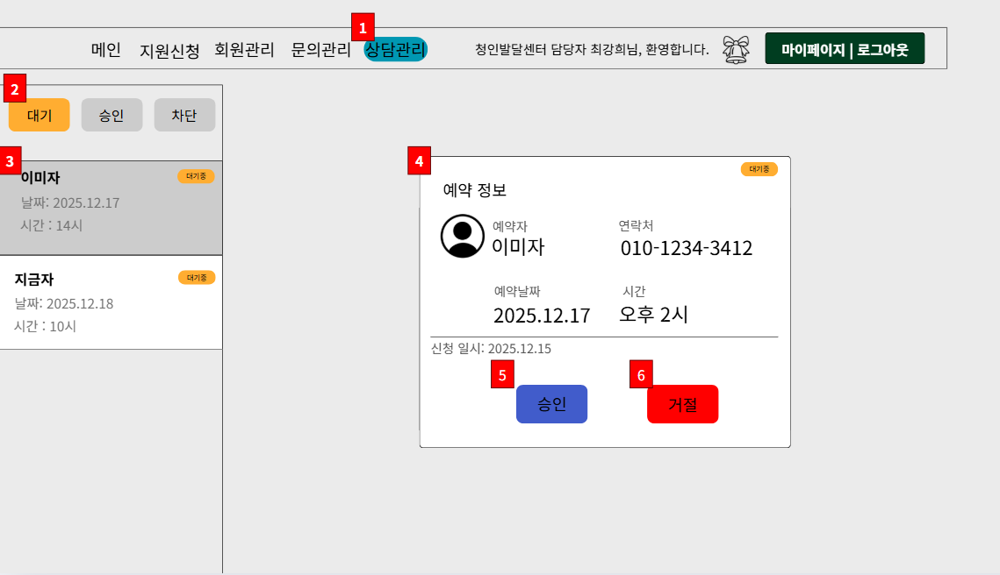 1
메인 지원신청 회원관리 문의관리 상담관리 청인발달센터 담당자 최강희님, 환영합니다. 마이페이지 | 로그아웃
2
대기 승인 차단
3
이미자 대기중
날짜: 2025.12.17
시간 : 14시
지금자 대기중
날짜: 2025.12.18
시간 : 10시
4
대기중
예약 정보
예약자 연락처
이미자 010-1234-3412
예약날짜 시간
2025.12.17 오후 2시
신청 일시: 2025.12.15
5 6
승인 거절